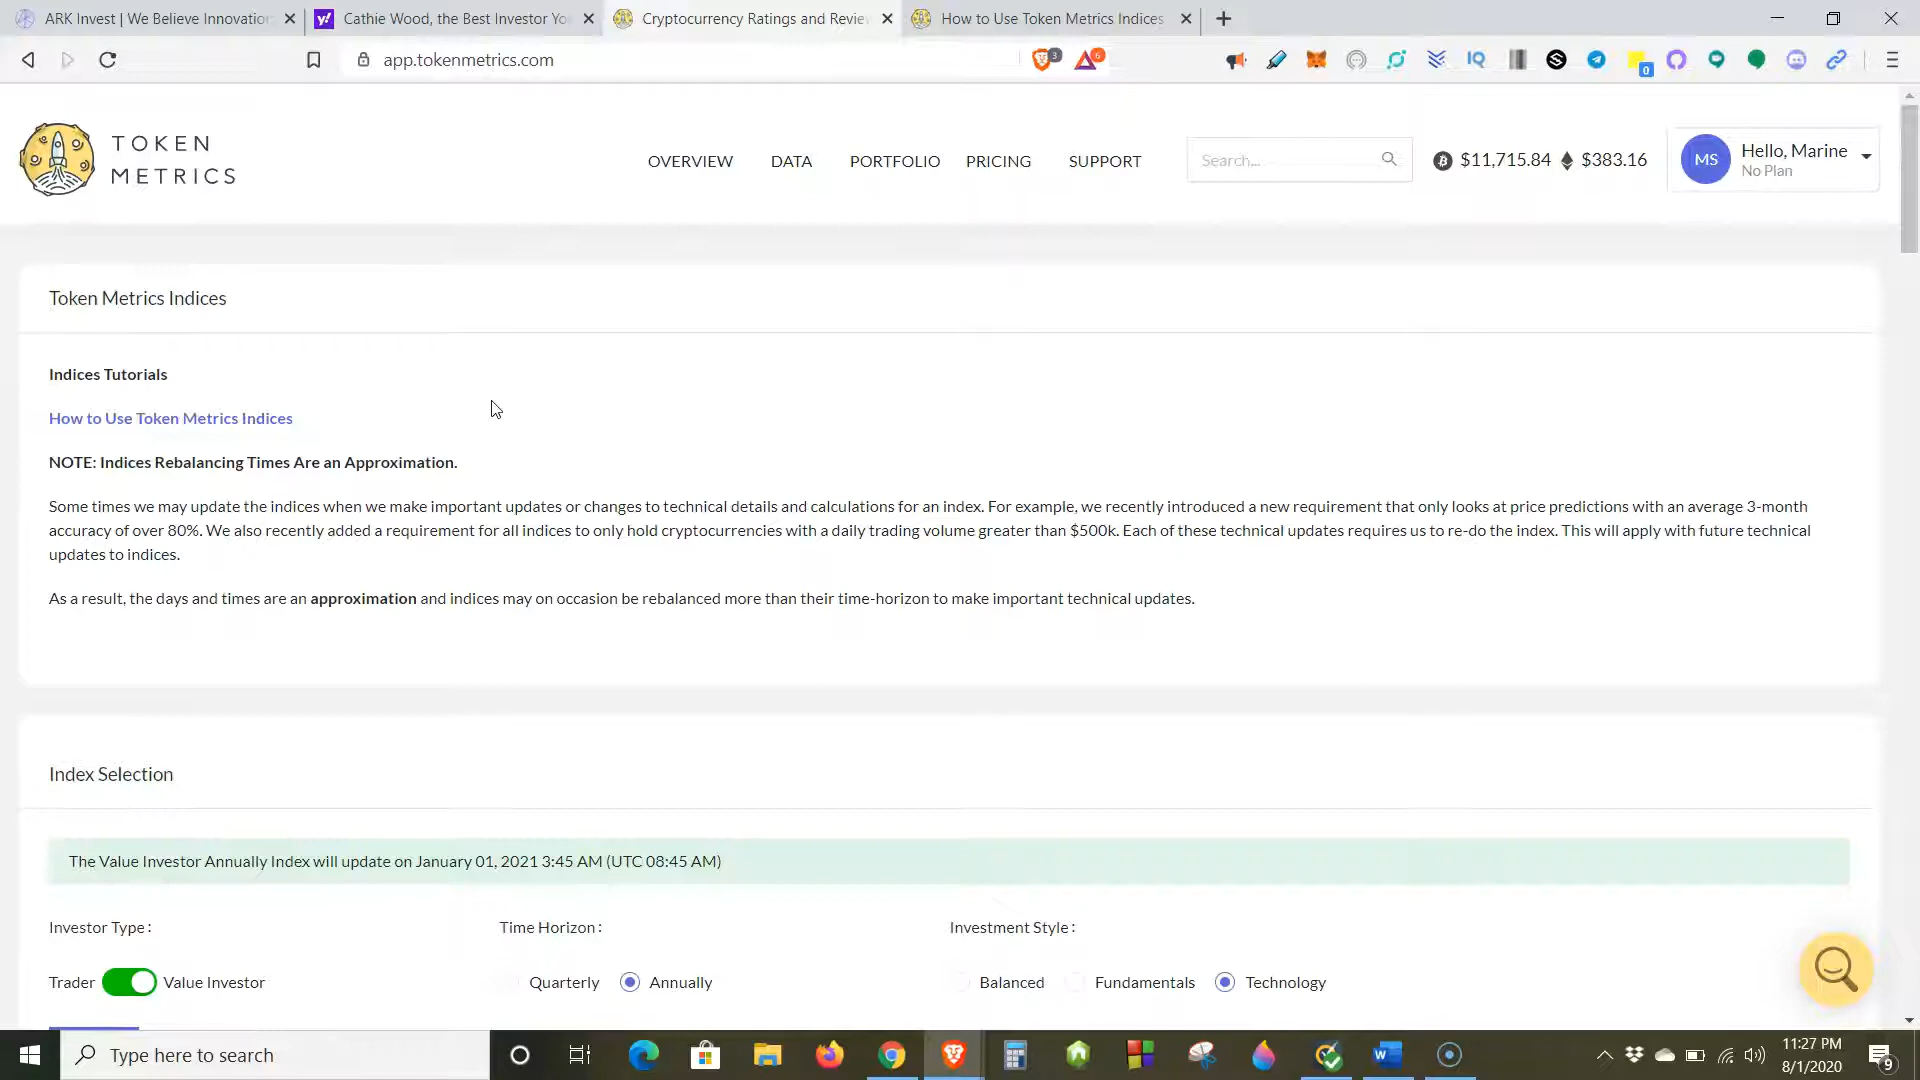 ARK Invest | We Believe Innovation
Cathie Wood, the Best Investor Yo
Cryptocurrency Ratings and Revie
How to Use Token Metrics Indices
app.tokenmetrics.com
3
6
IQ
0
TOKEN
METRICS
OVERVIEW DATA PORTFOLIO PRICING SUPPORT
Search...
$11,715.84 $383.16
MS
Hello, Marine
No Plan
Token Metrics Indices
Indices Tutorials
How to Use Token Metrics Indices
NOTE: Indices Rebalancing Times Are an Approximation.
Some times we may update the indices when we make important updates or changes to technical details and calculations for an index. For example, we recently introduced a new requirement that only looks at price predictions with an average 3-month
accuracy of over 80%. We also recently added a requirement for all indices to only hold cryptocurrencies with a daily trading volume greater than $500k. Each of these technical updates requires us to re-do the index. This will apply with future technical
updates to indices.
As a result, the days and times are an approximation and indices may on occasion be rebalanced more than their time-horizon to make important technical updates.
Index Selection
The Value Investor Annually Index will update on January 01, 2021 3:45 AM (UTC 08:45 AM)
Investor Type : Time Horizon : Investment Style :
Trader Value Investor Quarterly Annually Balanced Fundamentals Technology
Type here to search
11:27 PM
8/1/2020
9